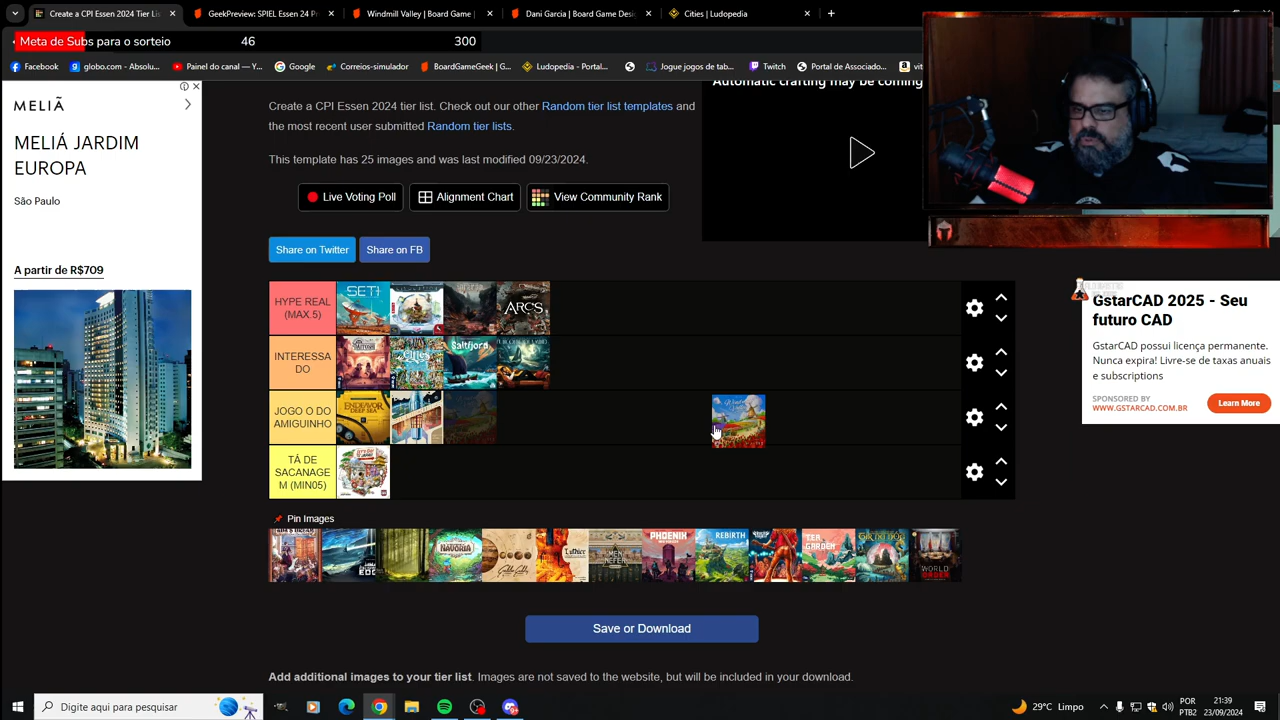 Create a CPI Essen 2024 Tier List
GeekPreview: SPIEL Essen 24 Pr
Windmill Valley | Board Game |
Dani Garcia | Board Game Desi
Cities | Ludopedia
Meta de Subs para o sorteio 46 300
Facebook
globo.com - Absolu...
Painel do canal — Y...
Google
Correios-simulador
BoardGameGeek | G...
Ludopedia - Portal...
Jogue jogos de tab...
Twitch
Portal de Associado...
MELIÃ
MELIÁ JARDIM
EUROPA
São Paulo
A partir de R$709
Create a CPI Essen 2024 tier list. Check out our other Random tier list templates and
the most recent user submitted Random tier lists.
This template has 25 images and was last modified 09/23/2024.
Live Voting Poll
Alignment Chart
View Community Rank
Share on Twitter
Share on FB
Automatic crafting may be coming
HYPE REAL
(MAX.5)
SETI
ARCS
INTERESSA
DO
Cities
Saltfjord
JOGO O DO
AMIGUINHO
ENDEAVOR
DEEP SEA
TÁ DE
SACANAGE
M (MIN05)
Pin Images
NAVORIA
PHOENIX
REBIRTH
TEA
GARDEN
WORLD
ORDER
Save or Download
Add additional images to your tier list. Images are not saved to the website, but will be included in your download.
GstarCAD 2025 - Seu
futuro CAD
GstarCAD possui licença permanente.
Nunca expira! Livre-se de taxas anuais
e subscriptions
SPONSORED BY
WWW.GSTARCAD.COM.BR
Learn More
Digite aqui para pesquisar
29°C Limpo
POR
PTB2
21:39
23/09/2024